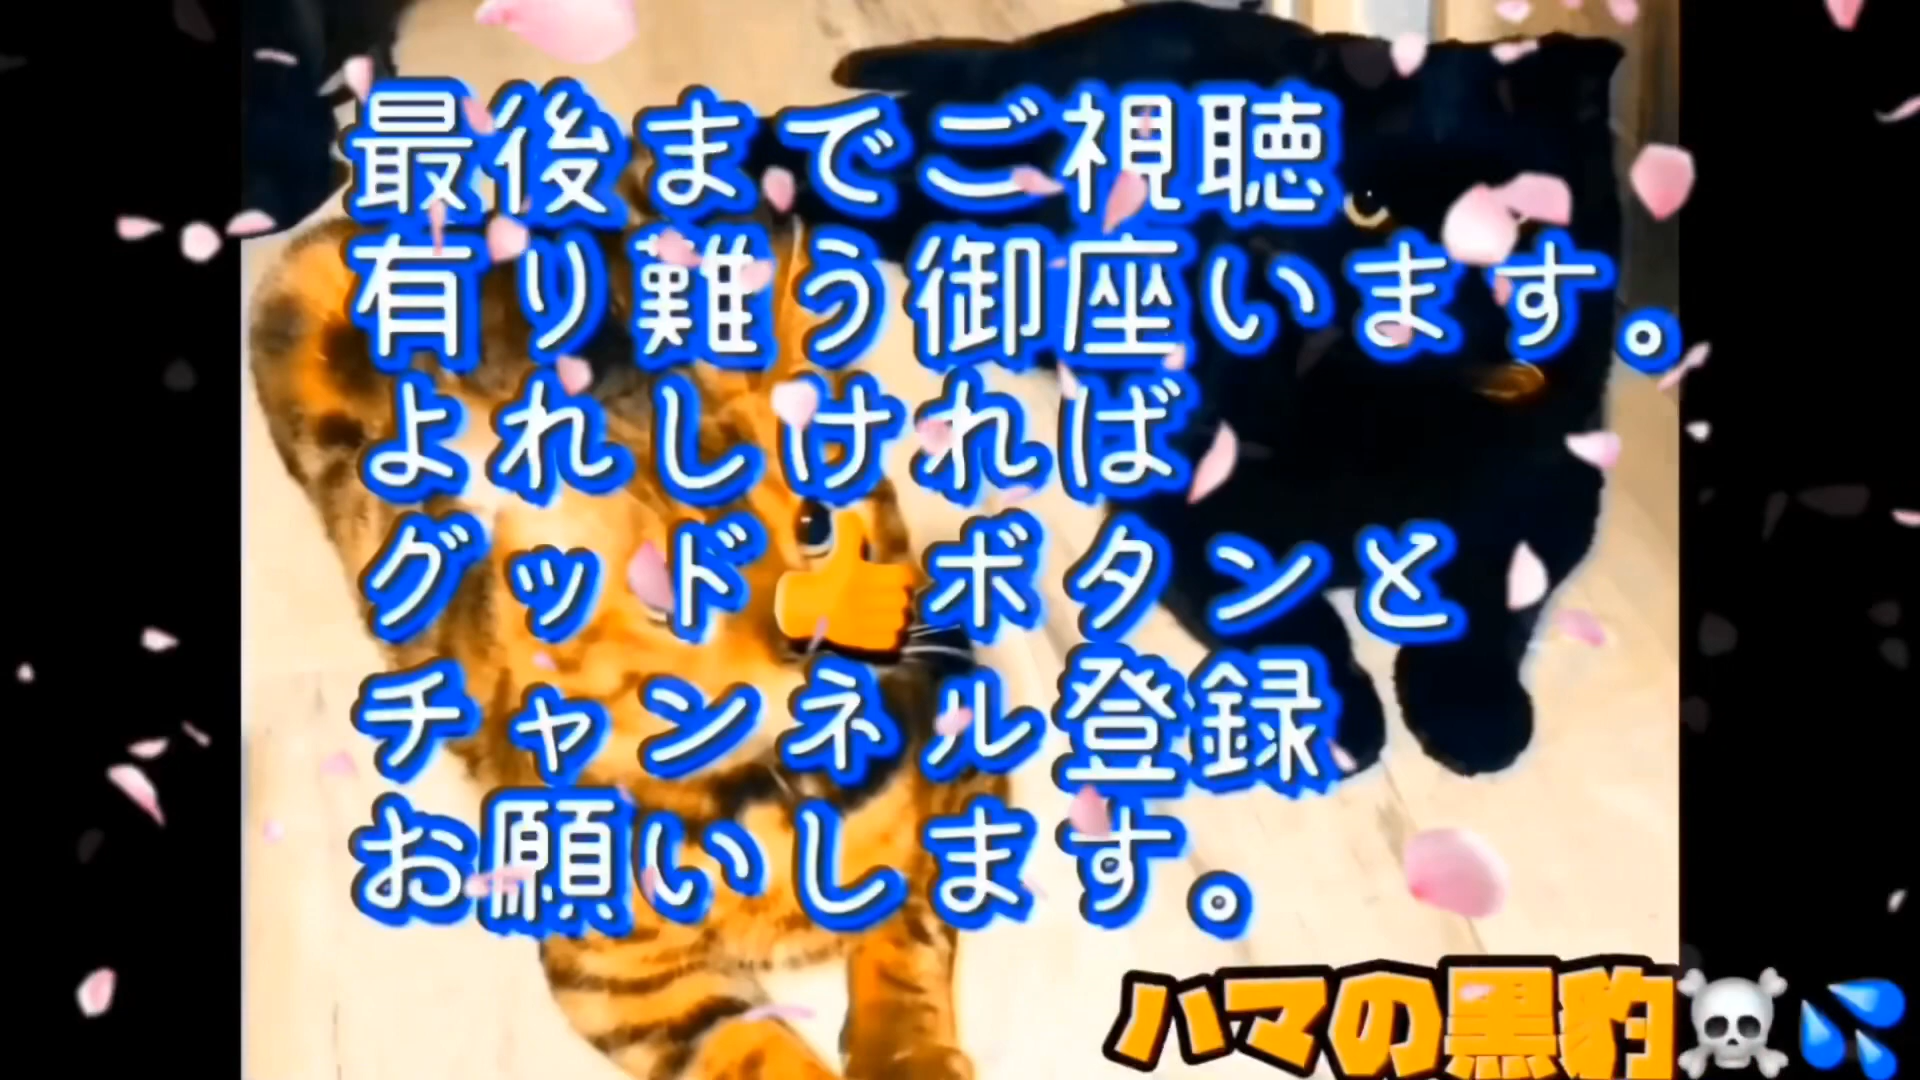 最後までご視聴
有り難う御座います。
よれしければ
グッド👍ボタンと
チャンネル登録
お願いします。
ハマの黒豹☠💦